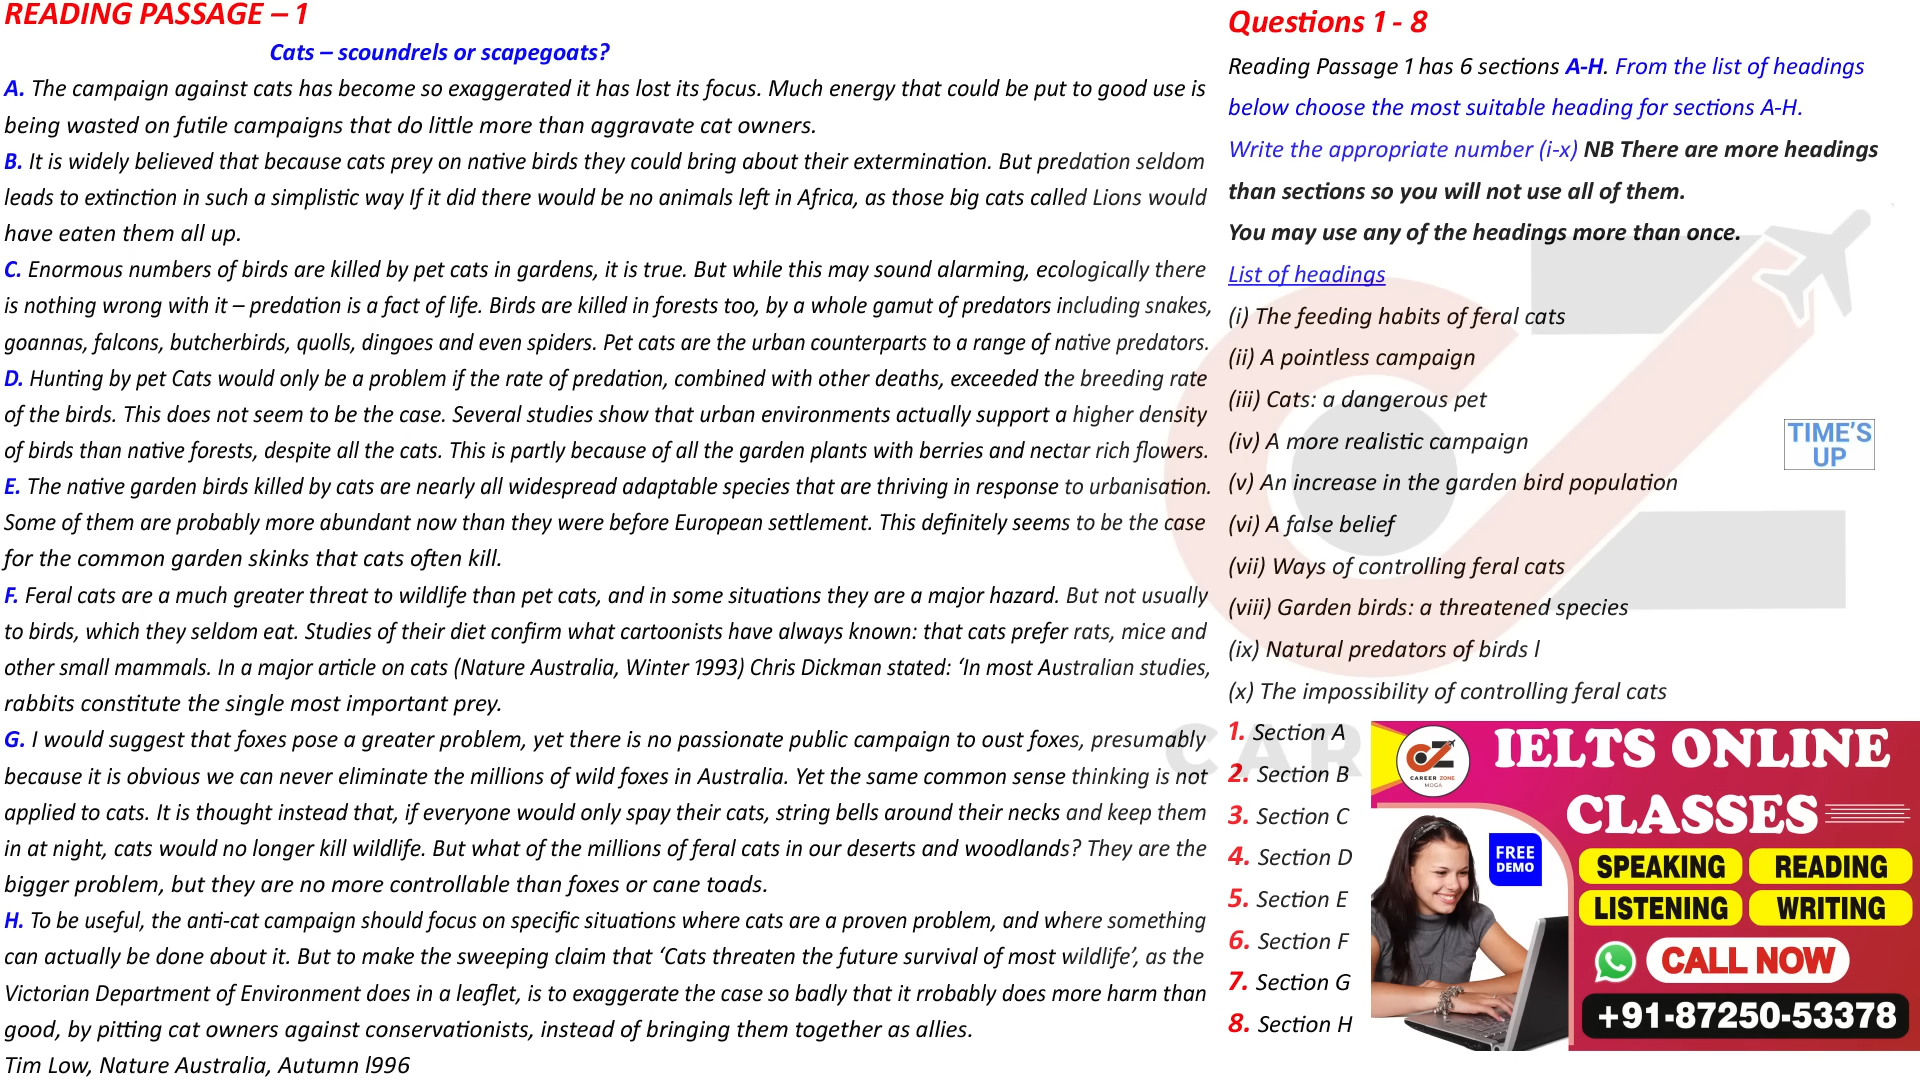 READING PASSAGE – 1
Cats – scoundrels or scapegoats?
A. The campaign against cats has become so exaggerated it has lost its focus. Much energy that could be put to good use is
being wasted on futile campaigns that do little more than aggravate cat owners.
B. It is widely believed that because cats prey on native birds they could bring about their extermination. But predation seldom
leads to extinction in such a simplistic way If it did there would be no animals left in Africa, as those big cats called Lions would
have eaten them all up.
C. Enormous numbers of birds are killed by pet cats in gardens, it is true. But while this may sound alarming, ecologically there
is nothing wrong with it – predation is a fact of life. Birds are killed in forests too, by a whole gamut of predators including snakes,
goannas, falcons, butcherbirds, quolls, dingoes and even spiders. Pet cats are the urban counterparts to a range of native predators.
D. Hunting by pet Cats would only be a problem if the rate of predation, combined with other deaths, exceeded the breeding rate
of the birds. This does not seem to be the case. Several studies show that urban environments actually support a higher density
of birds than native forests, despite all the cats. This is partly because of all the garden plants with berries and nectar rich flowers.
E. The native garden birds killed by cats are nearly all widespread adaptable species that are thriving in response to urbanisation.
Some of them are probably more abundant now than they were before European settlement. This definitely seems to be the case
for the common garden skinks that cats often kill.
F. Feral cats are a much greater threat to wildlife than pet cats, and in some situations they are a major hazard. But not usually
to birds, which they seldom eat. Studies of their diet confirm what cartoonists have always known: that cats prefer rats, mice and
other small mammals. In a major article on cats (Nature Australia, Winter 1993) Chris Dickman stated: ‘In most Australian studies,
rabbits constitute the single most important prey.
G. I would suggest that foxes pose a greater problem, yet there is no passionate public campaign to oust foxes, presumably
because it is obvious we can never eliminate the millions of wild foxes in Australia. Yet the same common sense thinking is not
applied to cats. It is thought instead that, if everyone would only spay their cats, string bells around their necks and keep them
in at night, cats would no longer kill wildlife. But what of the millions of feral cats in our deserts and woodlands? They are the
bigger problem, but they are no more controllable than foxes or cane toads.
H. To be useful, the anti-cat campaign should focus on specific situations where cats are a proven problem, and where something
can actually be done about it. But to make the sweeping claim that ‘Cats threaten the future survival of most wildlife’, as the
Victorian Department of Environment does in a leaflet, is to exaggerate the case so badly that it rrobably does more harm than
good, by pitting cat owners against conservationists, instead of bringing them together as allies.
Tim Low, Nature Australia, Autumn l996
Questions 1 - 8
Reading Passage 1 has 6 sections A-H. From the list of headings
below choose the most suitable heading for sections A-H.
Write the appropriate number (i-x) NB There are more headings
than sections so you will not use all of them.
You may use any of the headings more than once.
List of headings
(i) The feeding habits of feral cats
(ii) A pointless campaign
(iii) Cats: a dangerous pet
(iv) A more realistic campaign
(v) An increase in the garden bird population
(vi) A false belief
(vii) Ways of controlling feral cats
(viii) Garden birds: a threatened species
(ix) Natural predators of birds l
(x) The impossibility of controlling feral cats
TIME’S
UP
1. Section A
2. Section B
3. Section C
4. Section D
5. Section E
6. Section F
7. Section G
8. Section H
CAR
CAREER ZONE
MOGA
IELTS ONLINE
CLASSES
FREE
DEMO
SPEAKING
READING
LISTENING
WRITING
CALL NOW
+91-87250-53378